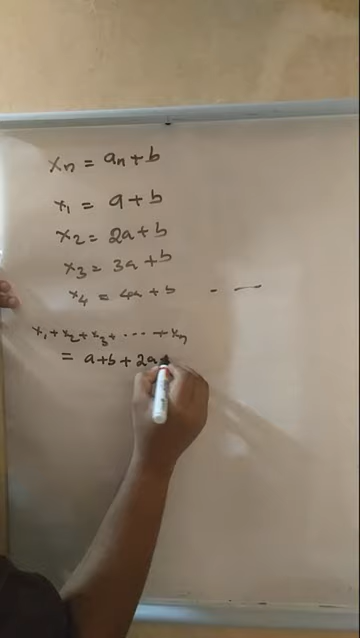 xₙ = an + b
x₁ = a + b
x₂ = 2a + b
x₃ = 3a + b
x₄ = 4a + b - —
x₁ + x₂ + x₃ + ··· + xₙ
= a + b + 2a +